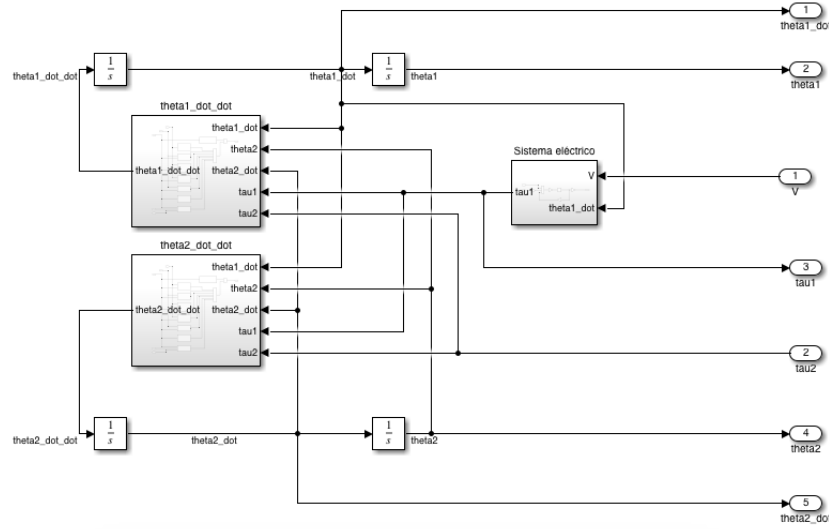 1
theta1_dot
1
s
theta1_dot_dot
theta1_dot
1
s
theta1
2
theta1
theta1_dot_dot
theta1_dot
theta2
theta1_dot_dot
theta2_dot
tau1
tau2
Sistema eléctrico
V
tau1
theta1_dot
1
V
theta2_dot_dot
theta1_dot
theta2
theta2_dot_dot
theta2_dot
tau1
tau2
3
tau1
2
tau2
1
s
theta2_dot_dot
theta2_dot
1
s
theta2
4
theta2
5
theta2_dot